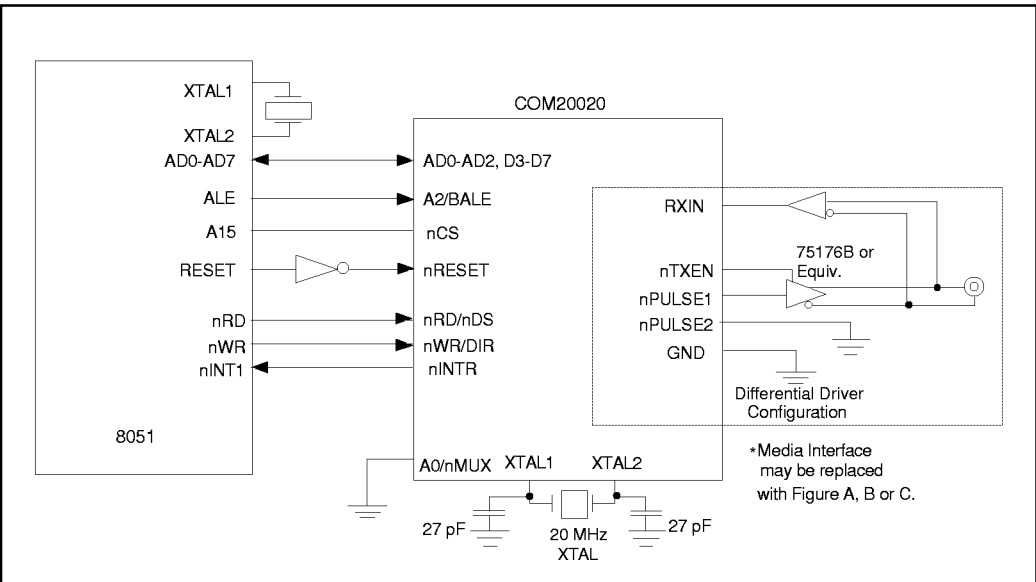 XTAL1
XTAL2
AD0-AD7
ALE
A15
RESET
nRD
nWR
nINT1
8051
COM20020
AD0-AD2, D3-D7
A2/BALE
nCS
nRESET
nRD/nDS
nWR/DIR
nINTR
A0/nMUX
XTAL1
XTAL2
RXIN
nTXEN
nPULSE1
nPULSE2
GND
75176B or
Equiv.
Differential Driver
Configuration
*Media Interface
may be replaced
with Figure A, B or C.
27 pF
20 MHz
XTAL
27 pF